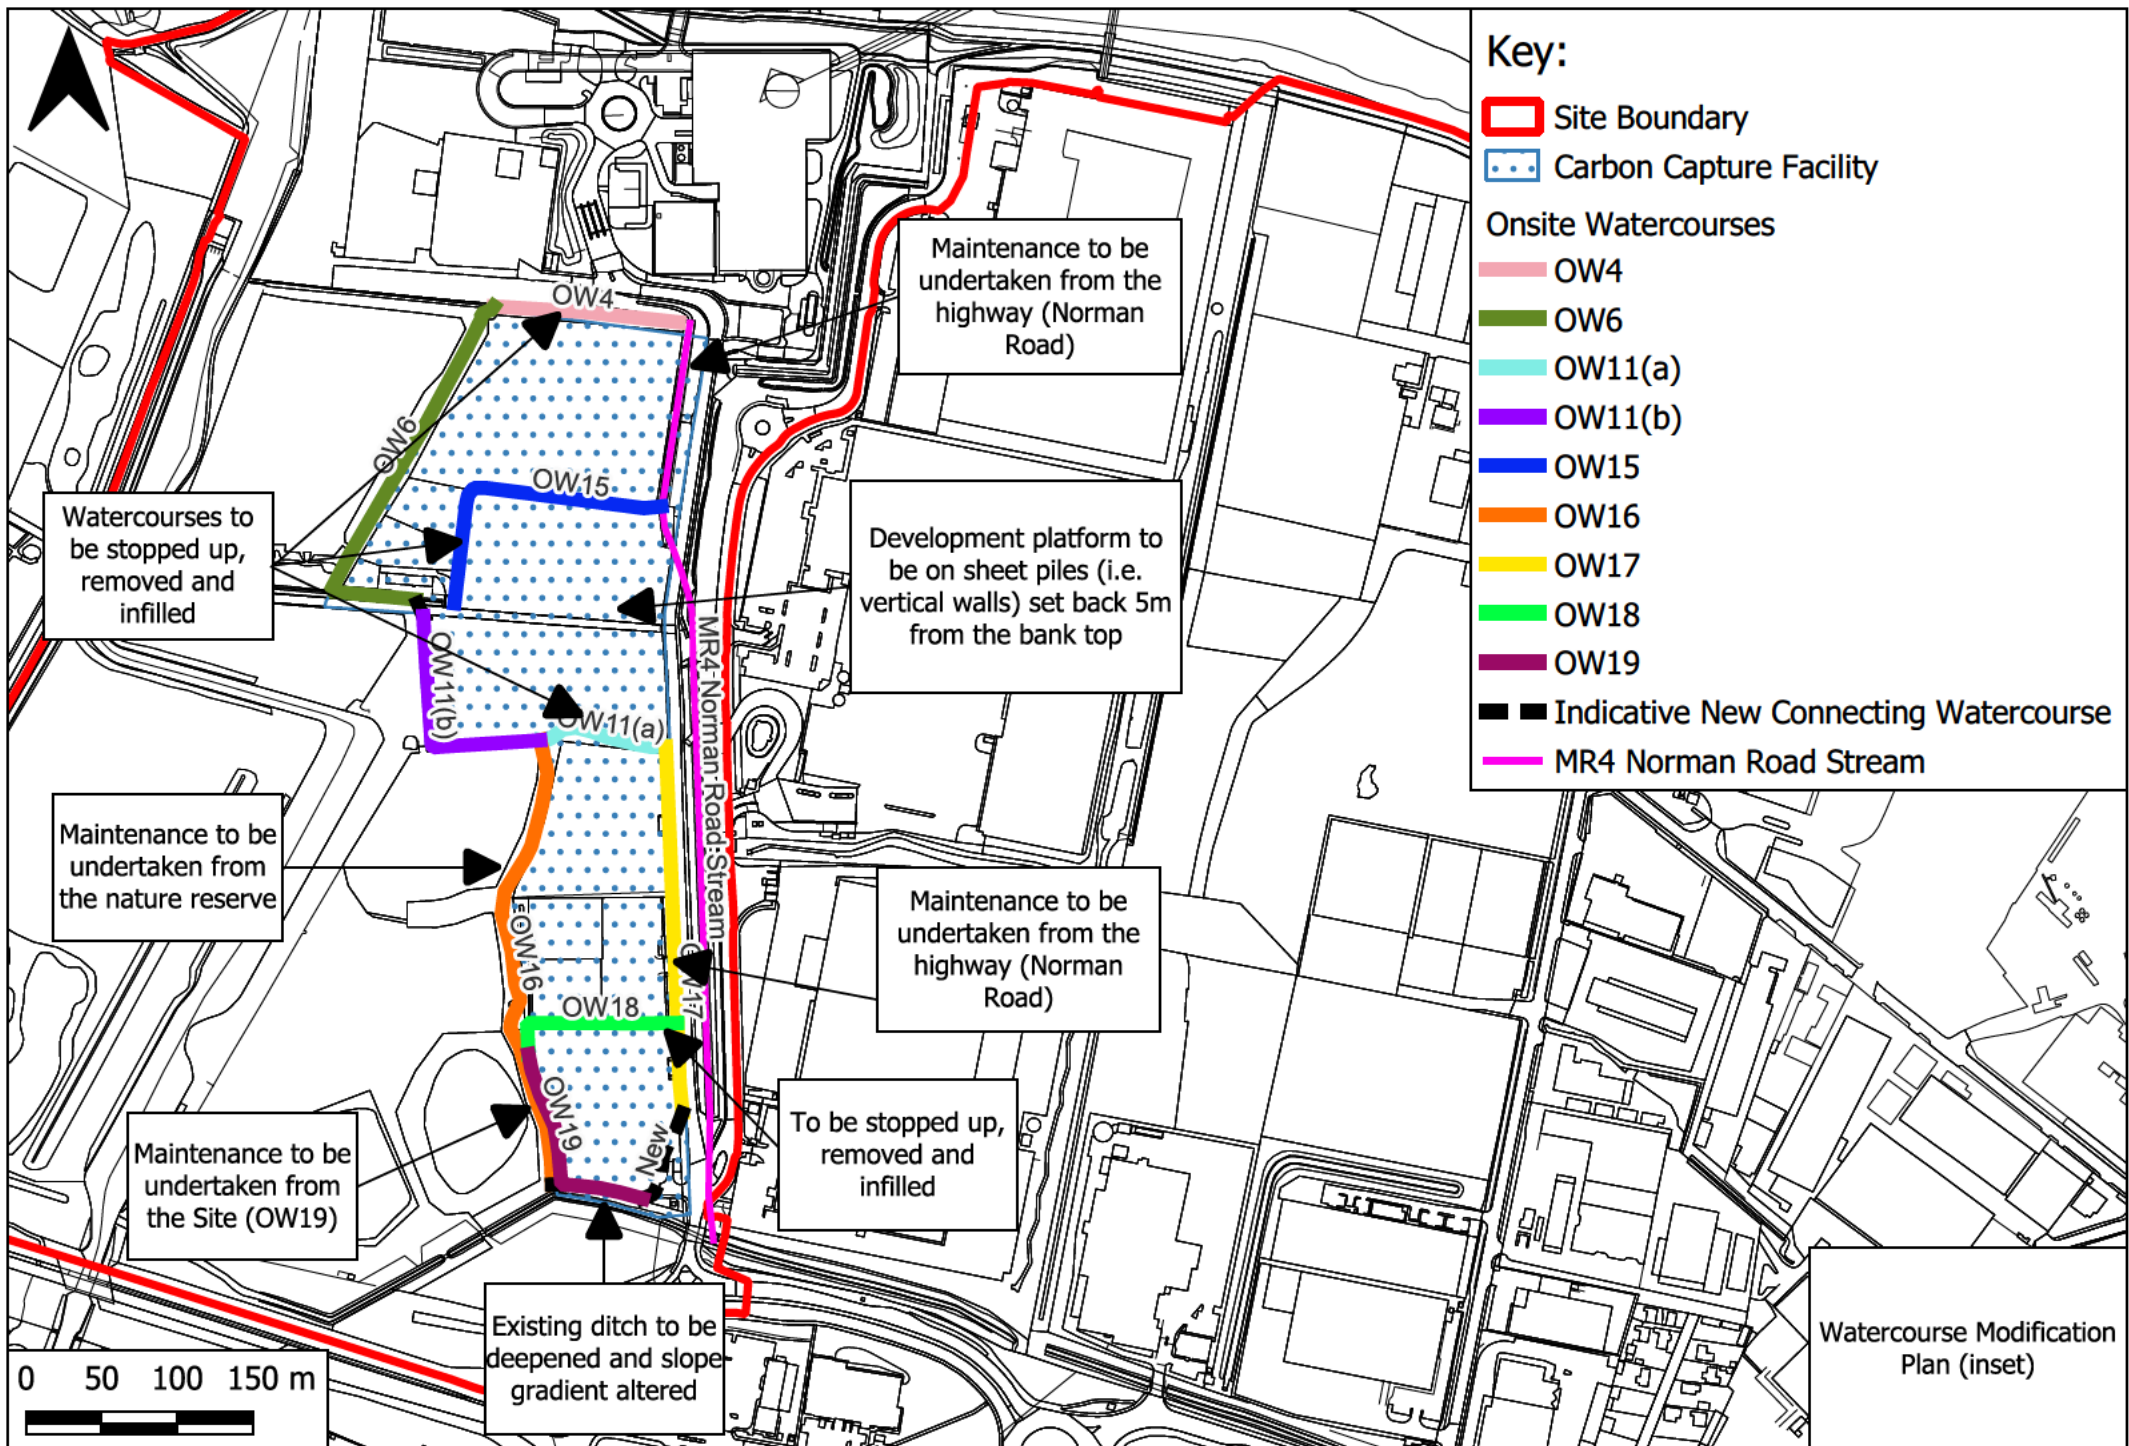 Key:
Site Boundary
Carbon Capture Facility
Onsite Watercourses
OW4
OW6
OW11(a)
OW11(b)
OW15
OW16
OW17
OW18
OW19
Indicative New Connecting Watercourse
MR4 Norman Road Stream
Maintenance to be
undertaken from the
highway (Norman
Road)
OW4
OW6
OW15
Watercourses to
be stopped up,
removed and
infilled
Development platform to
be on sheet piles (i.e.
vertical walls) set back 5m
from the bank top
OW11(b)
OW11(a)
MR4 Norman Road Stream
Maintenance to be
undertaken from
the nature reserve
Maintenance to be
undertaken from the
highway (Norman
Road)
OW16
OW17
OW18
OW19
New
Maintenance to be
undertaken from
the Site (OW19)
To be stopped up,
removed and
infilled
Existing ditch to be
deepened and slope
gradient altered
0 50 100 150 m
Watercourse Modification
Plan (inset)